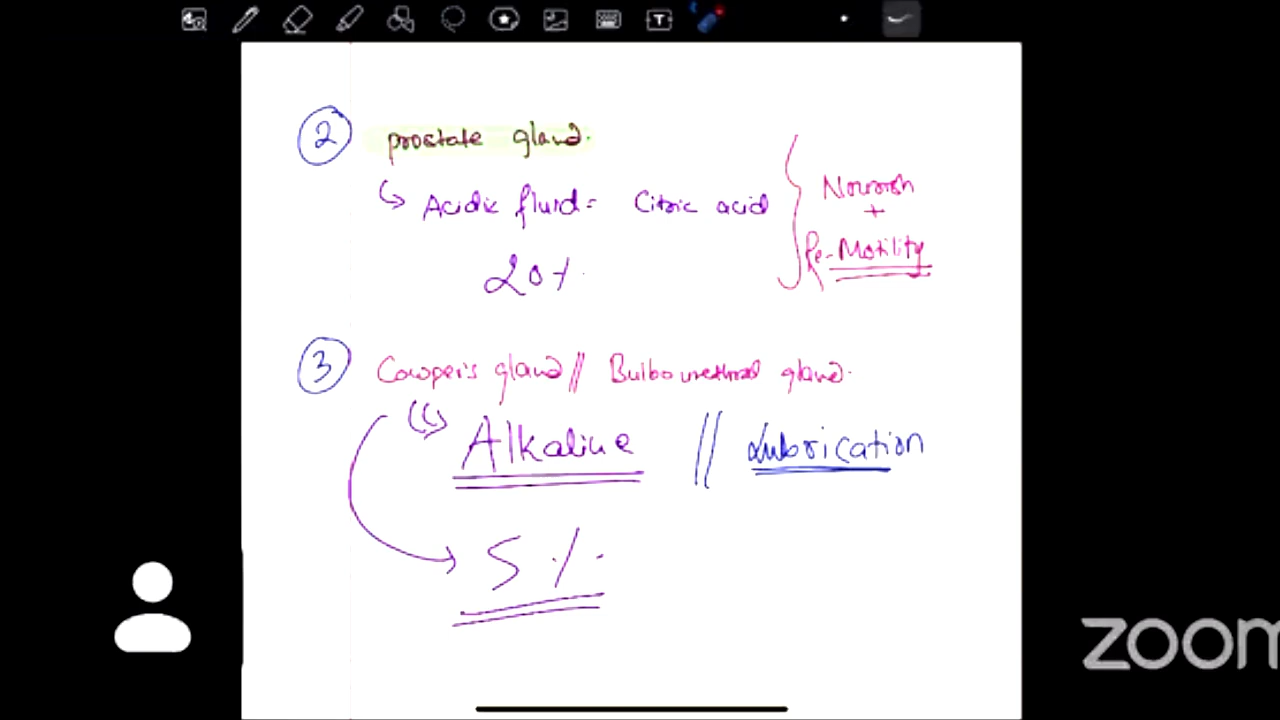 2 prostate gland.
↳ Acidic fluid = Citric acid
20%
Nourish
+
Pe-Motility
3 Cowper's gland // Bulbourethral gland.
Alkaline // Lubrication
5%
T
zoom